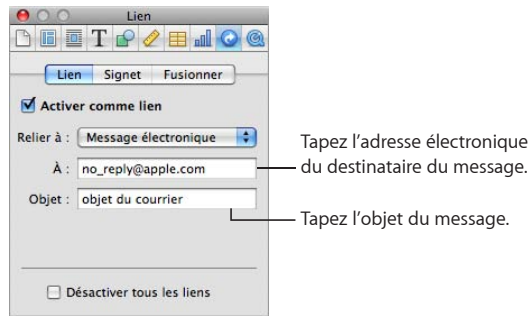 Lien
Lien Signet Fusionner
Activer comme lien
Relier à : Message électronique
À : no_reply@apple.com
Objet : objet du courrier
Désactiver tous les liens
Tapez l'adresse électronique
du destinataire du message.
Tapez l'objet du message.